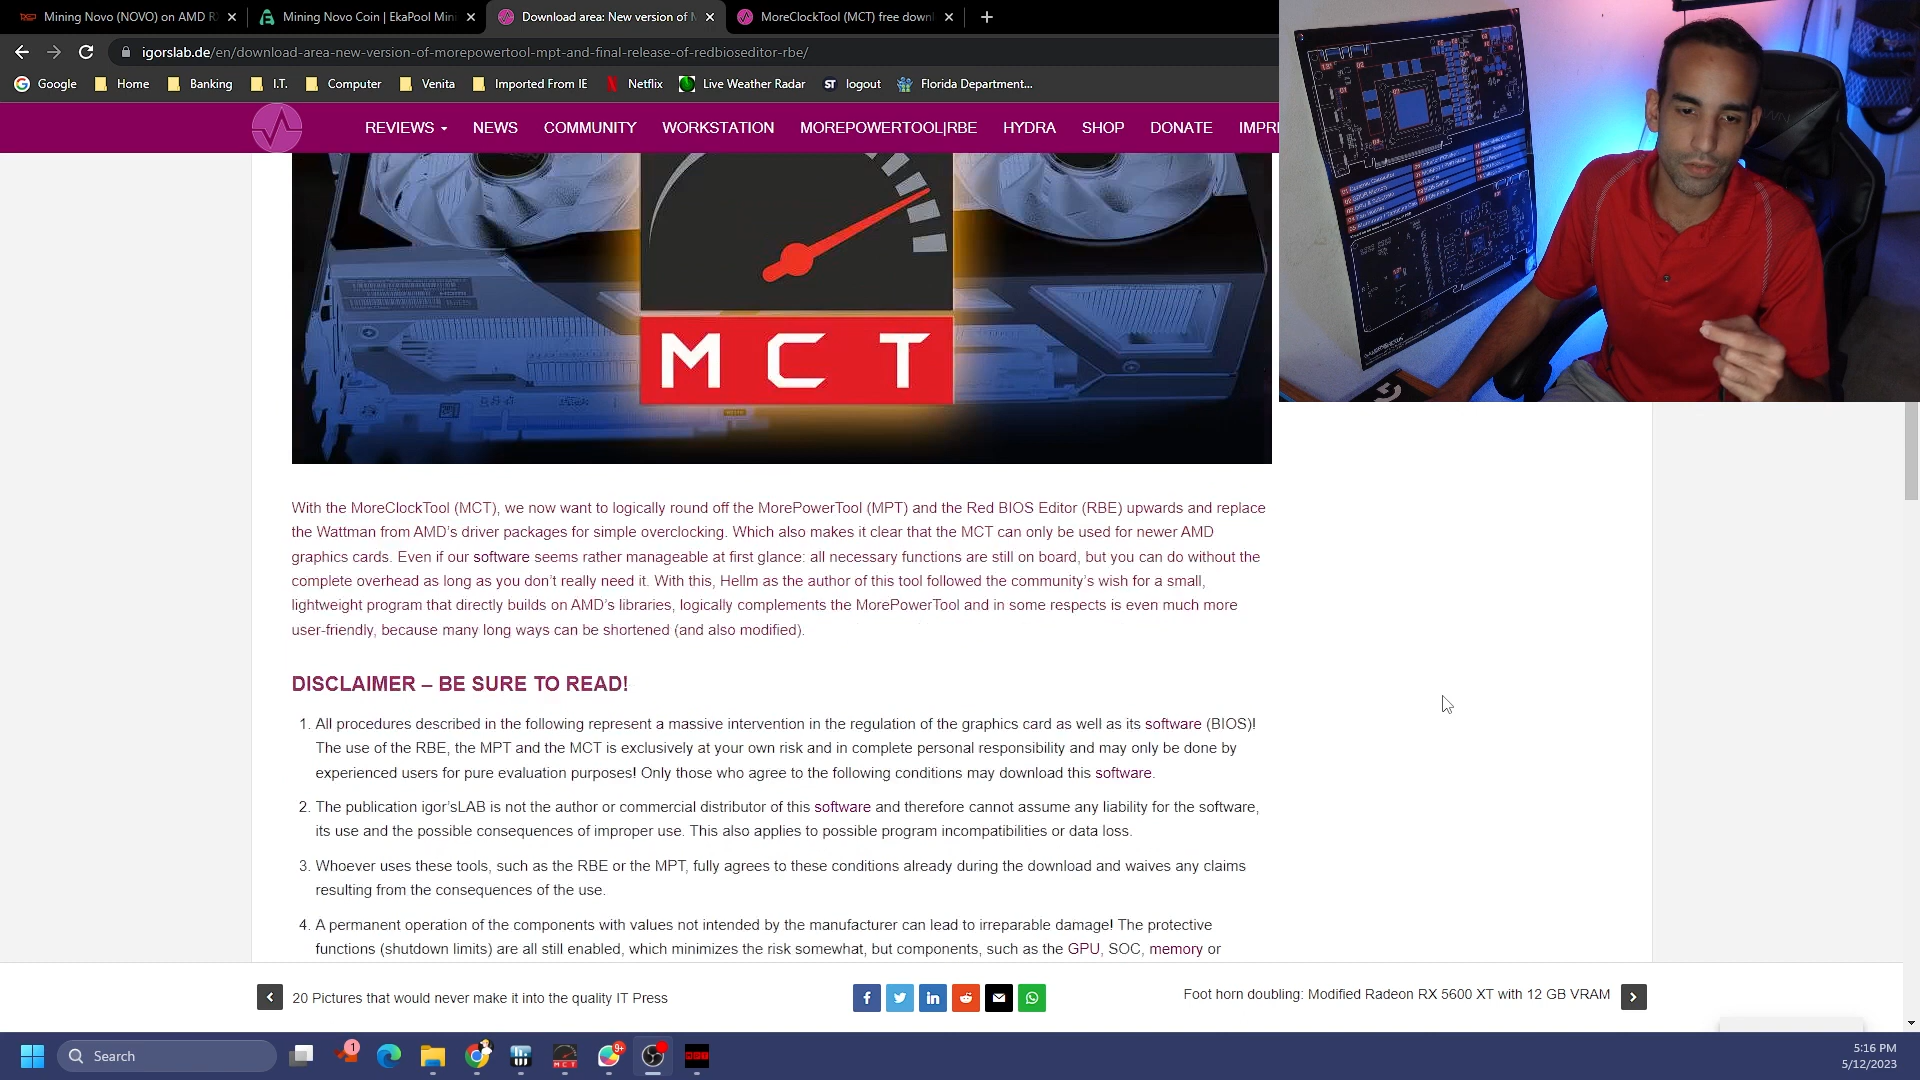 Mining Novo (NOVO) on AMD R
Mining Novo Coin | EkaPool Mini
Download area: New version of M
MoreClockTool (MCT) free down
igorslab.de/en/download-area-new-version-of-morepowertool-mpt-and-final-release-of-redbioseditor-rbe/
Google Home Banking I.T. Computer Venita Imported From IE Netflix Live Weather Radar ST logout Florida Department...
REVIEWS NEWS COMMUNITY WORKSTATION MOREPOWERTOOL|RBE HYDRA SHOP DONATE IMPRI
MCT
With the MoreClockTool (MCT), we now want to logically round off the MorePowerTool (MPT) and the Red BIOS Editor (RBE) upwards and replace
the Wattman from AMD's driver packages for simple overclocking. Which also makes it clear that the MCT can only be used for newer AMD
graphics cards. Even if our software seems rather manageable at first glance: all necessary functions are still on board, but you can do without the
complete overhead as long as you don't really need it. With this, Hellm as the author of this tool followed the community's wish for a small,
lightweight program that directly builds on AMD's libraries, logically complements the MorePowerTool and in some respects is even much more
user-friendly, because many long ways can be shortened (and also modified).
DISCLAIMER – BE SURE TO READ!
1. All procedures described in the following represent a massive intervention in the regulation of the graphics card as well as its software (BIOS)!
The use of the RBE, the MPT and the MCT is exclusively at your own risk and in complete personal responsibility and may only be done by
experienced users for pure evaluation purposes! Only those who agree to the following conditions may download this software.
2. The publication igor'sLAB is not the author or commercial distributor of this software and therefore cannot assume any liability for the software,
its use and the possible consequences of improper use. This also applies to possible program incompatibilities or data loss.
3. Whoever uses these tools, such as the RBE or the MPT, fully agrees to these conditions already during the download and waives any claims
resulting from the consequences of the use.
4. A permanent operation of the components with values not intended by the manufacturer can lead to irreparable damage! The protective
functions (shutdown limits) are all still enabled, which minimizes the risk somewhat, but components, such as the GPU, SOC, memory or
20 Pictures that would never make it into the quality IT Press
Foot horn doubling: Modified Radeon RX 5600 XT with 12 GB VRAM
Search
1
MCT
9+
MPT
5:16 PM
5/12/2023